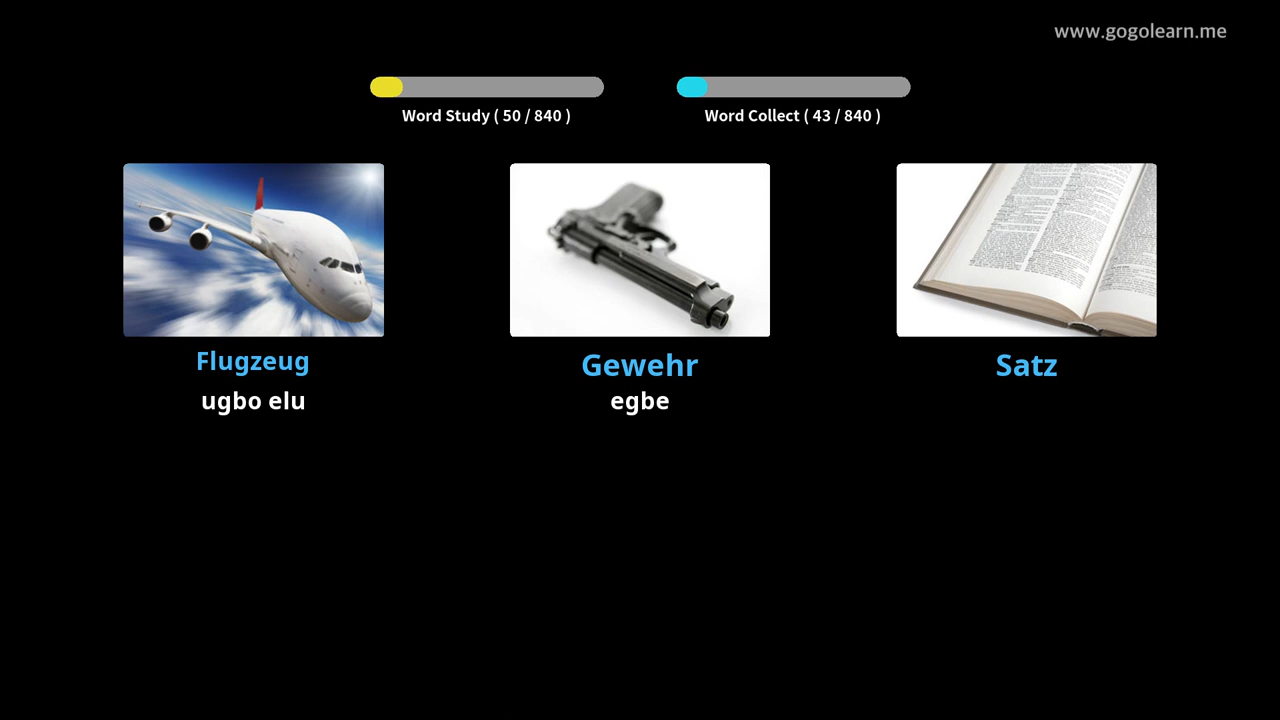 www.gogolearn.me
Word Study ( 50 / 840 )
Word Collect ( 43 / 840 )
Flugzeug
ugbo elu
Gewehr
egbe
Satz